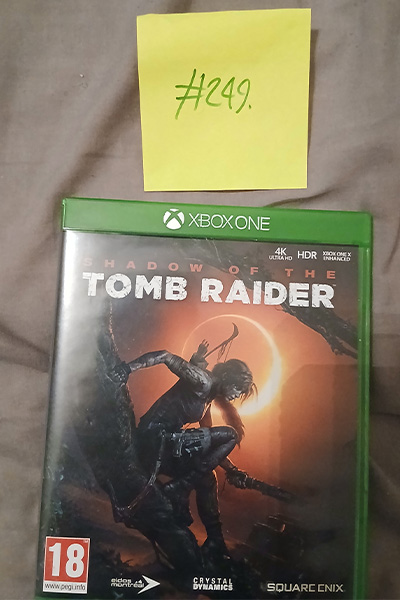 #249.
XBOX ONE
4K
ULTRA HD
HDR
XBOX ONE X
ENHANCED
SHADOW OF THE
TOMB RAIDER
18
www.pegi.info
eidos
montréal
CRYSTAL
DYNAMICS
SQUARE ENIX